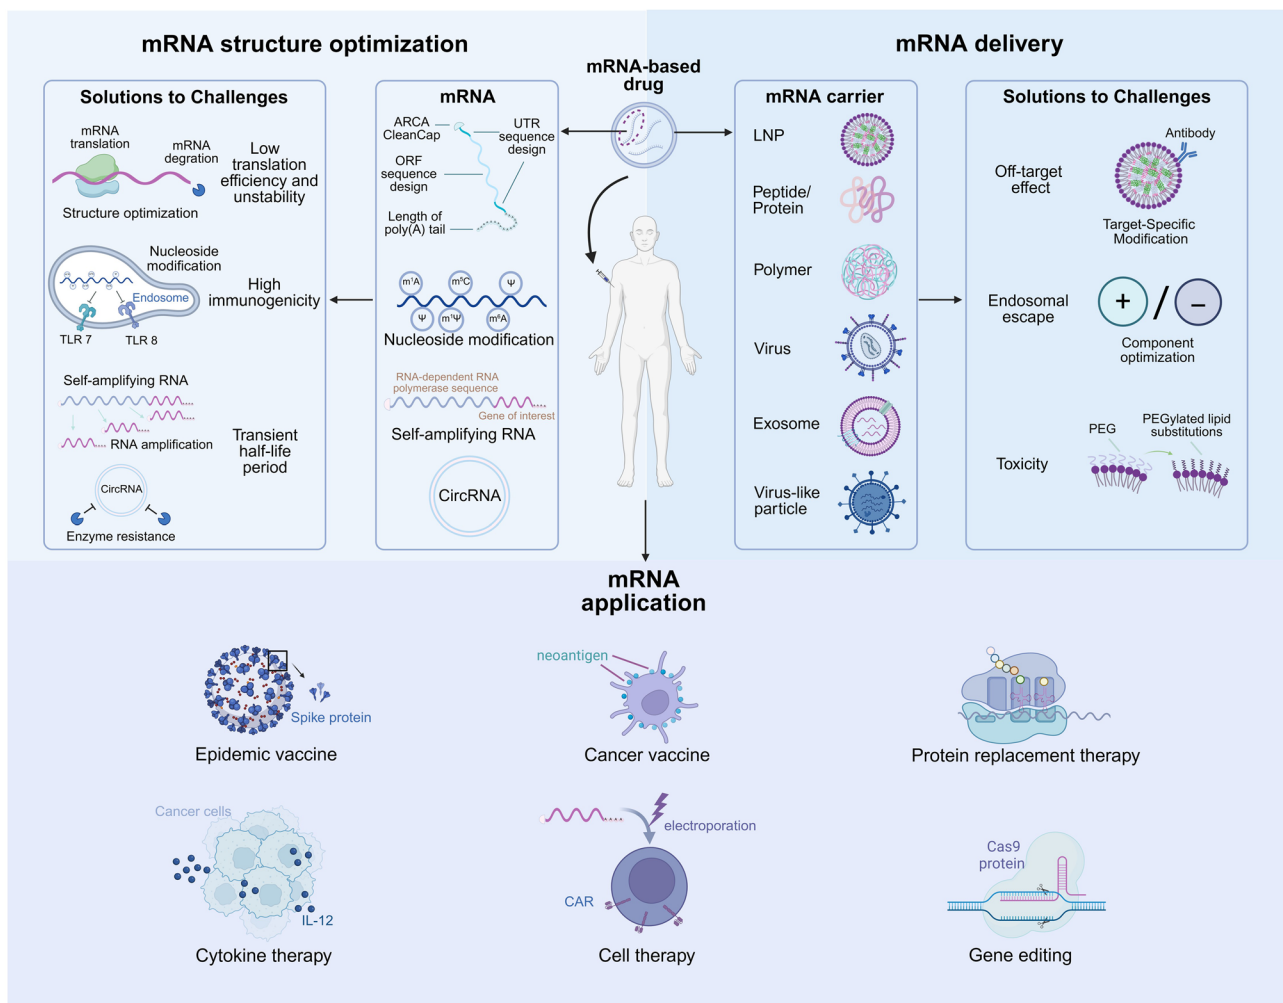 mRNA structure optimization
mRNA delivery
mRNA-based
drug
Solutions to Challenges
mRNA
translation
mRNA
degration
Structure optimization
Low
translation
efficiency and
unstability
Nucleoside
modification
Endosome
TLR 7
TLR 8
High
immunogenicity
Self-amplifying RNA
RNA amplification
CircRNA
Enzyme resistance
Transient
half-life
period
mRNA
ARCA
CleanCap
UTR
sequence
design
ORF
sequence
design
Length of
poly(A) tail
m¹A
m⁵C
Ψ
Ψ
m¹Ψ
m⁶A
Nucleoside modification
RNA-dependent RNA
polymerase sequence
Gene of interest
Self-amplifying RNA
CircRNA
mRNA carrier
LNP
Peptide/
Protein
Polymer
Virus
Exosome
Virus-like
particle
Solutions to Challenges
Antibody
Off-target
effect
Target-Specific
Modification
Endosomal
escape
+ / −
Component
optimization
Toxicity
PEG
PEGylated lipid
substitutions
mRNA
application
Spike protein
Epidemic vaccine
neoantigen
Cancer vaccine
Protein replacement therapy
Cancer cells
IL-12
Cytokine therapy
electroporation
CAR
Cell therapy
Cas9
protein
Gene editing